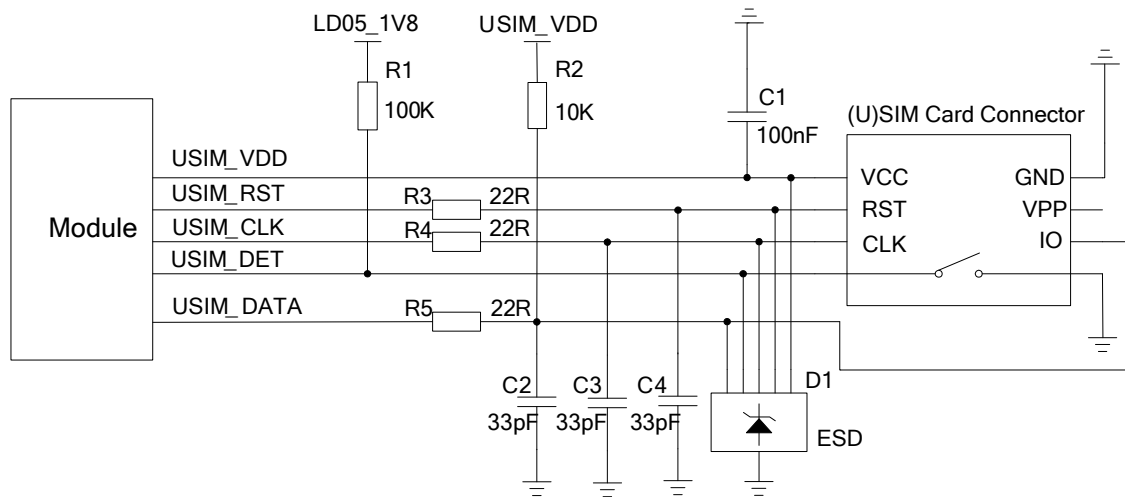 LD05_1V8
USIM_VDD
R1
100K
R2
10K
C1
100nF
(U)SIM Card Connector
Module
USIM_VDD
USIM_RST
USIM_CLK
USIM_DET
USIM_DATA
R3
22R
R4
22R
R5
22R
VCC
RST
CLK
GND
VPP
IO
C2
33pF
C3
33pF
C4
33pF
D1
ESD